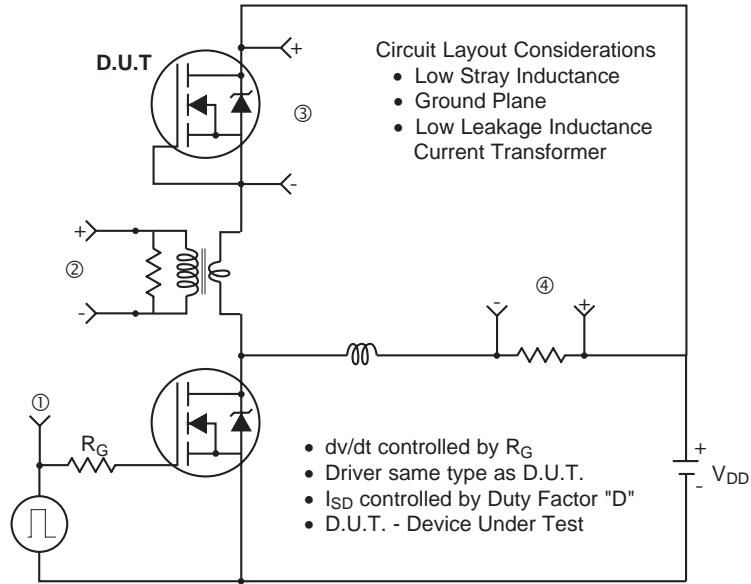 D.U.T
+
-
③
Circuit Layout Considerations
• Low Stray Inductance
• Ground Plane
• Low Leakage Inductance
Current Transformer
+
②
-
④
-
+
①
RG
+
VDD
-
• dv/dt controlled by RG
• Driver same type as D.U.T.
• ISD controlled by Duty Factor "D"
• D.U.T. - Device Under Test